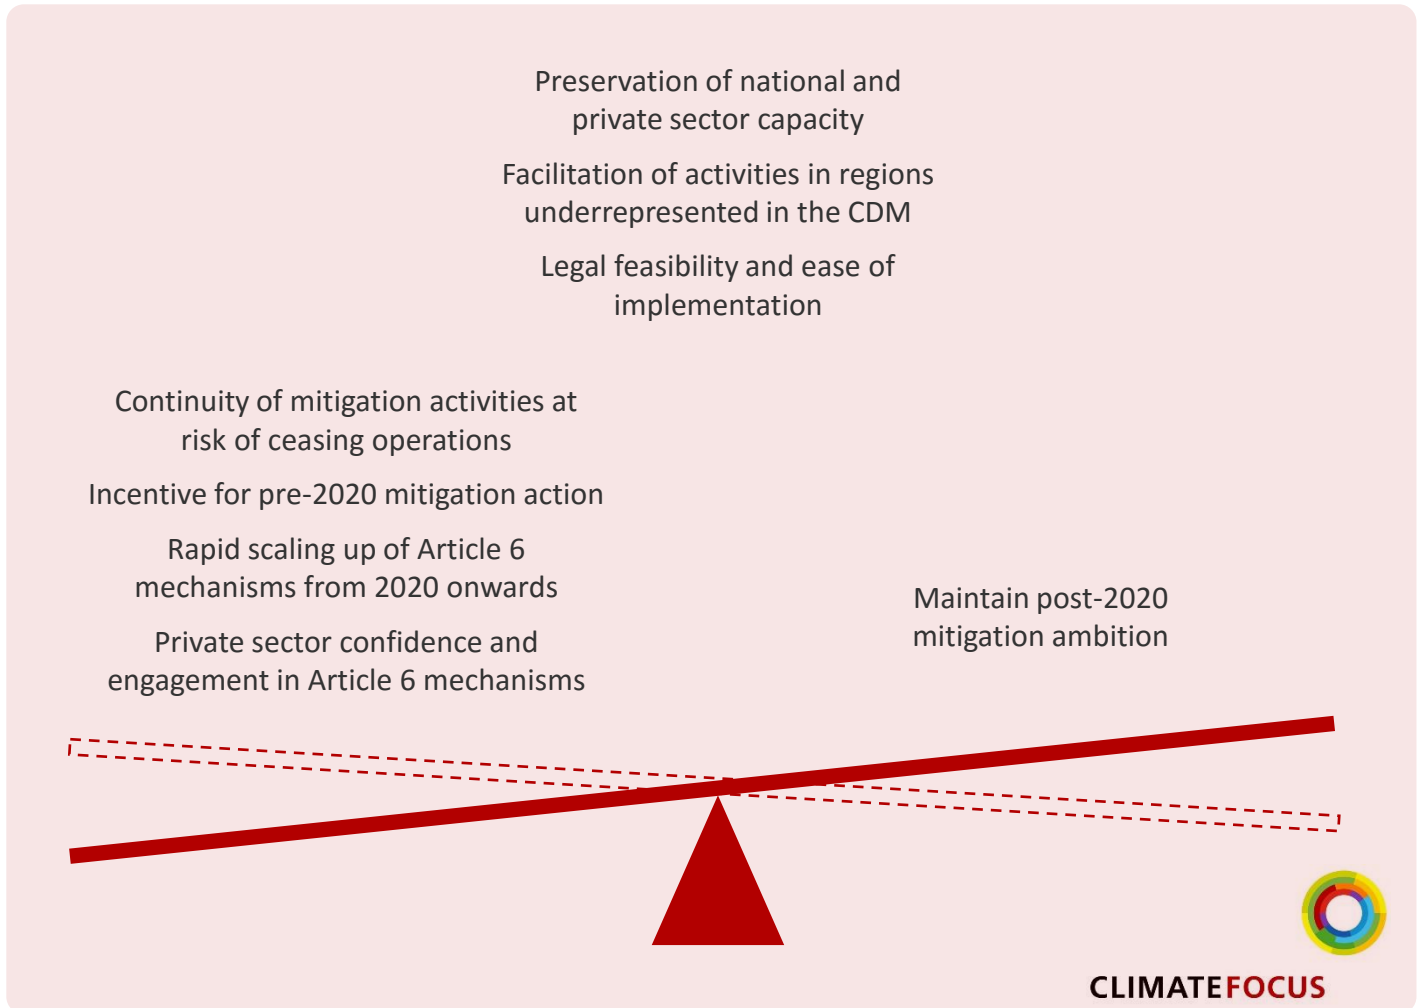 Preservation of national and
private sector capacity
Facilitation of activities in regions
underrepresented in the CDM
Legal feasibility and ease of
implementation
Continuity of mitigation activities at
risk of ceasing operations
Incentive for pre-2020 mitigation action
Rapid scaling up of Article 6
mechanisms from 2020 onwards
Private sector confidence and
engagement in Article 6 mechanisms
Maintain post-2020
mitigation ambition
CLIMATEFOCUS